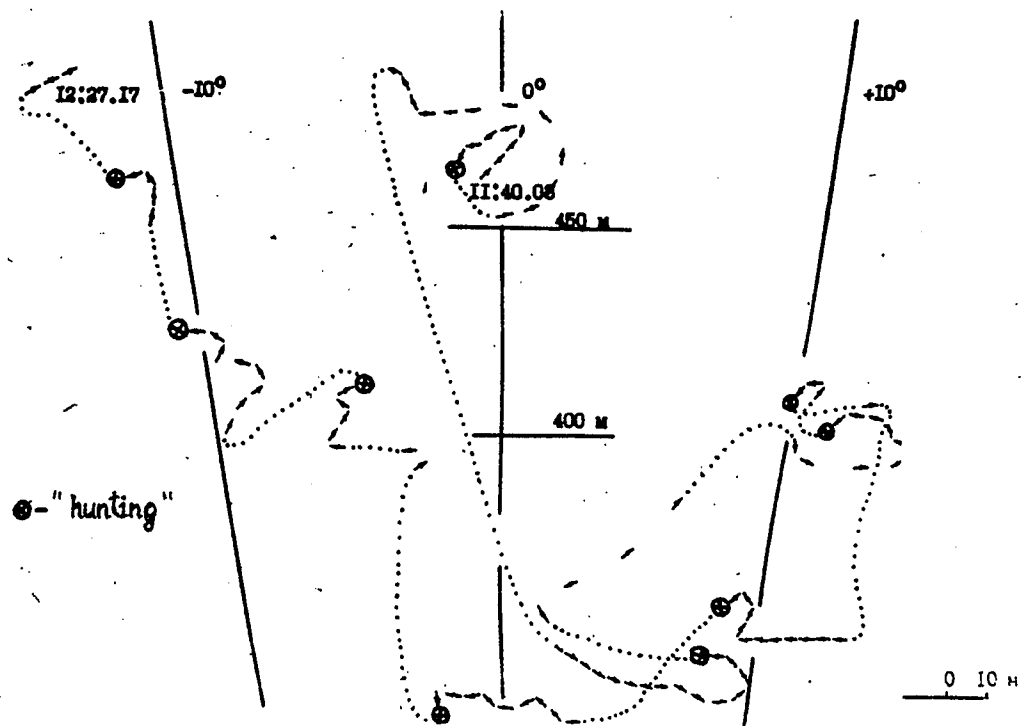 I2:27.I7
-I0°
0°
+I0°
II:40.08
450 м
400 м
⊗-"hunting"
0 I0 м